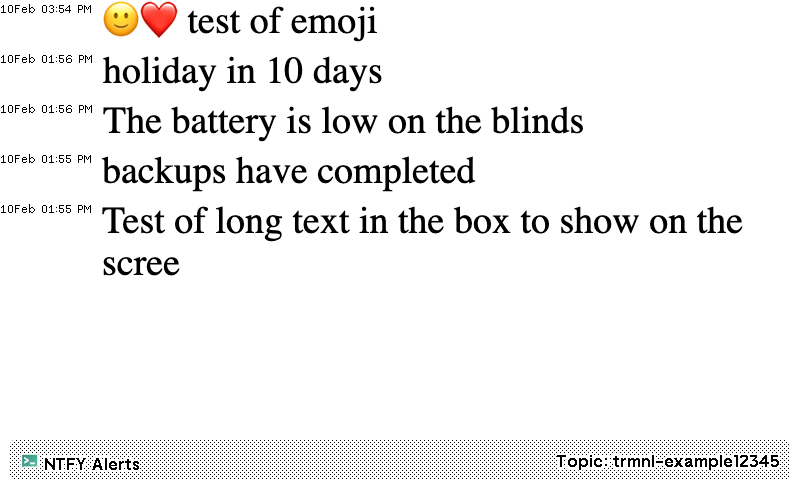 10Feb 03:54 PM 🙂❤️ test of emoji
10Feb 01:56 PM holiday in 10 days
10Feb 01:56 PM The battery is low on the blinds
10Feb 01:55 PM backups have completed
10Feb 01:55 PM Test of long text in the box to show on the
scree
NTFY Alerts Topic: trmnl-example12345